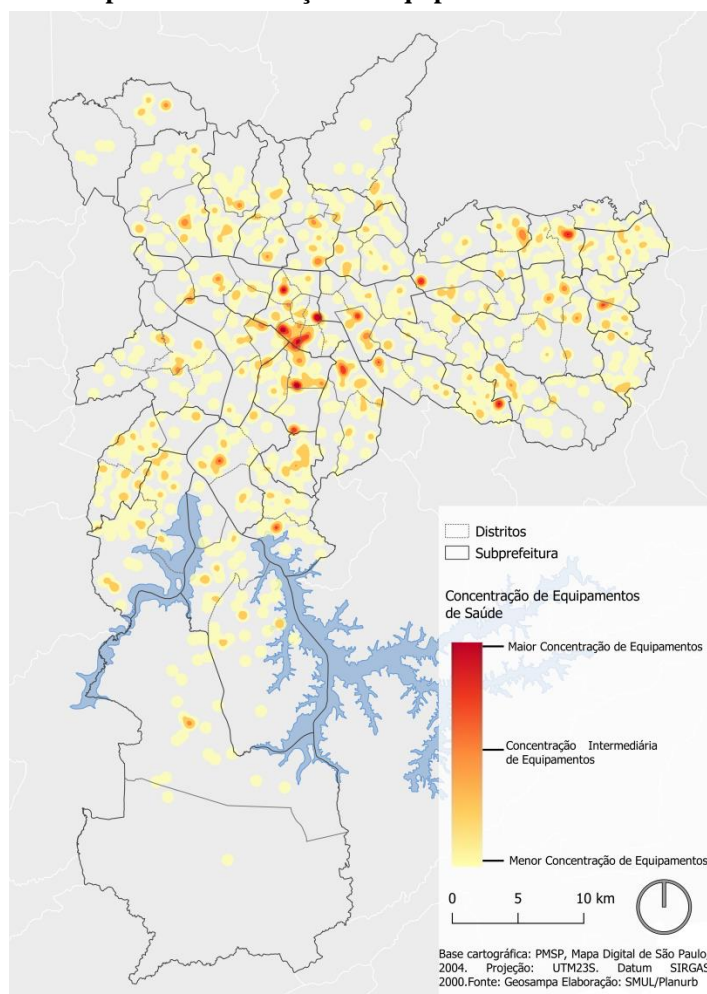 Distritos
Subprefeitura
Concentração de Equipamentos
de Saúde
Maior Concentração de Equipamentos
Concentração Intermediária
de Equipamentos
Menor Concentração de Equipamentos
0 5 10 km
Base cartográfica: PMSP, Mapa Digital de São Paulo,
2004. Projeção: UTM23S. Datum SIRGAS
2000.Fonte: Geosampa Elaboração: SMUL/Planurb